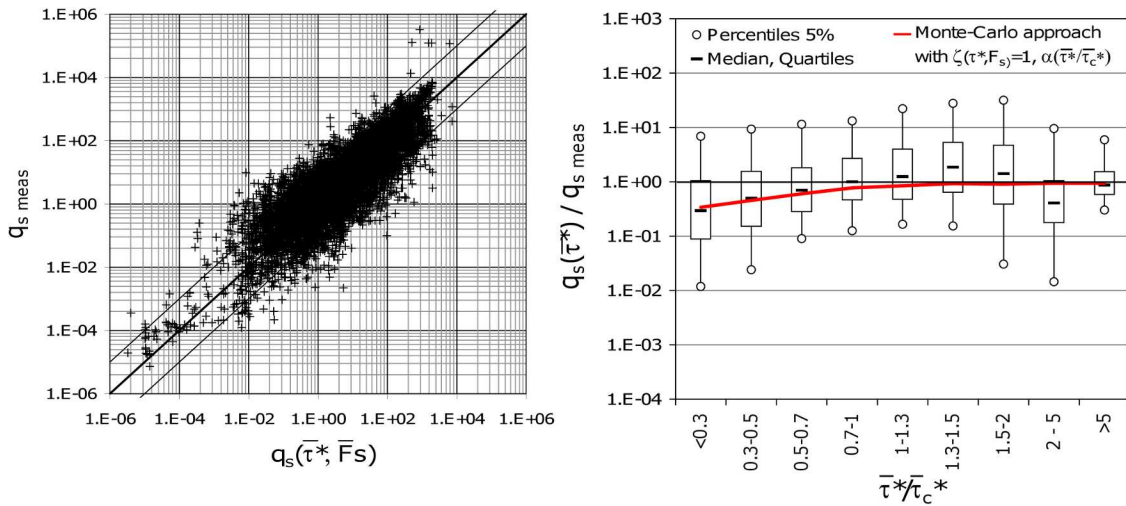 1.E+06
1.E+04
1.E+02
1.E+00
1.E-02
1.E-04
1.E-06
q_s meas
1.E-06 1.E-04 1.E-02 1.E+00 1.E+02 1.E+04 1.E+06
q_s(τ̅*, F̅s)
1.E+03
1.E+02
1.E+01
1.E+00
1.E-01
1.E-02
1.E-03
1.E-04
q_s(τ̅*) / q_s meas
Percentiles 5%
Median, Quartiles
Monte-Carlo approach
with ζ(τ*,F_s)=1, α(τ̅*/τ̅_c*)
<0.3 0.3-0.5 0.5-0.7 0.7-1 1-1.3 1.3-1.5 1.5-2 2 - 5 >5
τ̅*/τ̅_c*